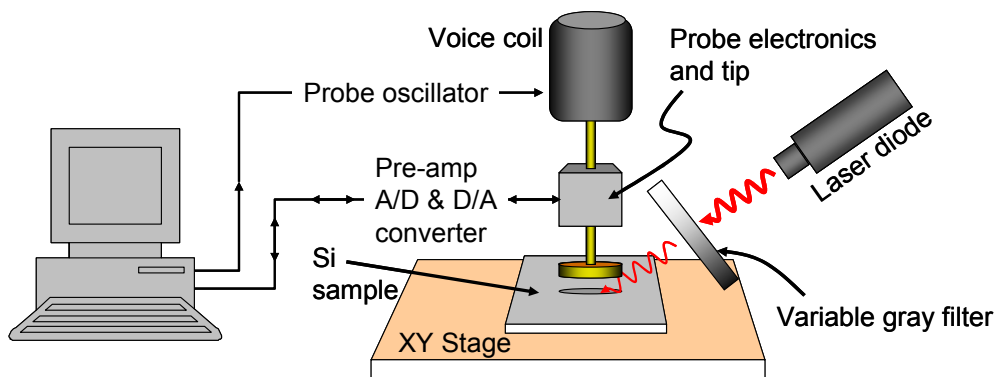 Voice coil
Probe electronics
and tip
Laser diode
Probe oscillator
Pre-amp
A/D & D/A
converter
Si
sample
Variable gray filter
XY Stage